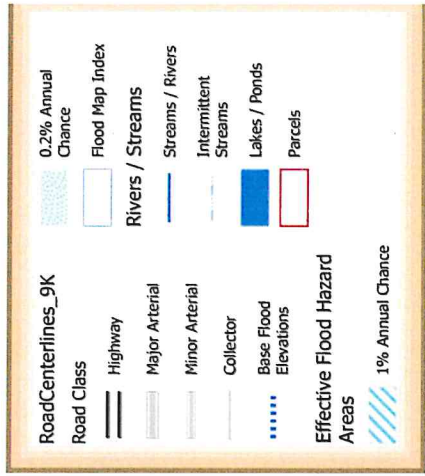 RoadCenterlines_9K
Road Class
Highway
Major Arterial
Minor Arterial
Collector
Base Flood
Elevations
Effective Flood Hazard
Areas
1% Annual Chance
0.2% Annual
Chance
Flood Map Index
Rivers / Streams
Streams / Rivers
Intermittent
Streams
Lakes / Ponds
Parcels